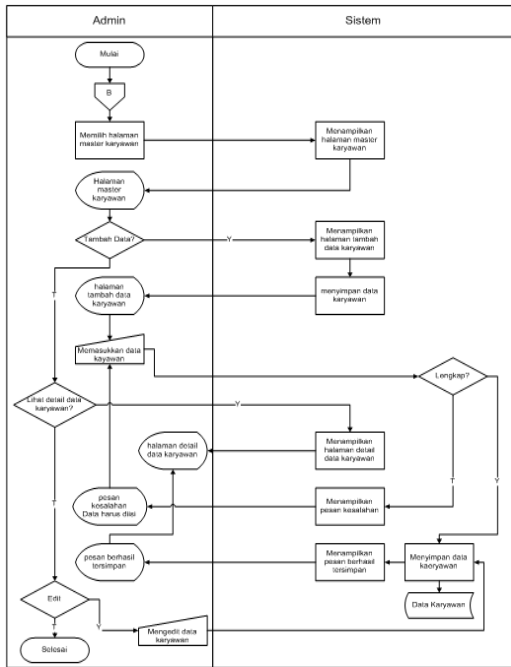 Admin
Sistem
Mulai
B
Memilih halaman
master karyawan
Menampilkan
halaman master
karyawan
Halaman
master
karyawan
Tambah Data?
Y
Menampilkan
halaman tambah
data karyawan
T
halaman
tambah data
karyawan
menyimpan data
karyawan
Memasukkan data
kayawan
Lengkap?
Lihat detail data
karyawan?
Y
halaman detail
data karyawan
Menampilkan
halaman detail
data karyawan
T
Y
T
pesan
kesalahan
Data harus diisi
Menampilkan
pesan kesalahan
pesan berhasil
tersimpan
Menampilkan
pesan berhasil
tersimpan
Menyimpan data
kaeryawan
Data Karyawan
Edit
T
Y
Mengedit data
karyawan
Selesai